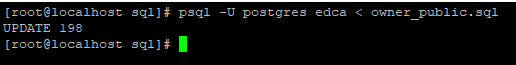 [root@localhost sql]# psql -U postgres edca < owner_public.sql
UPDATE 198
[root@localhost sql]#